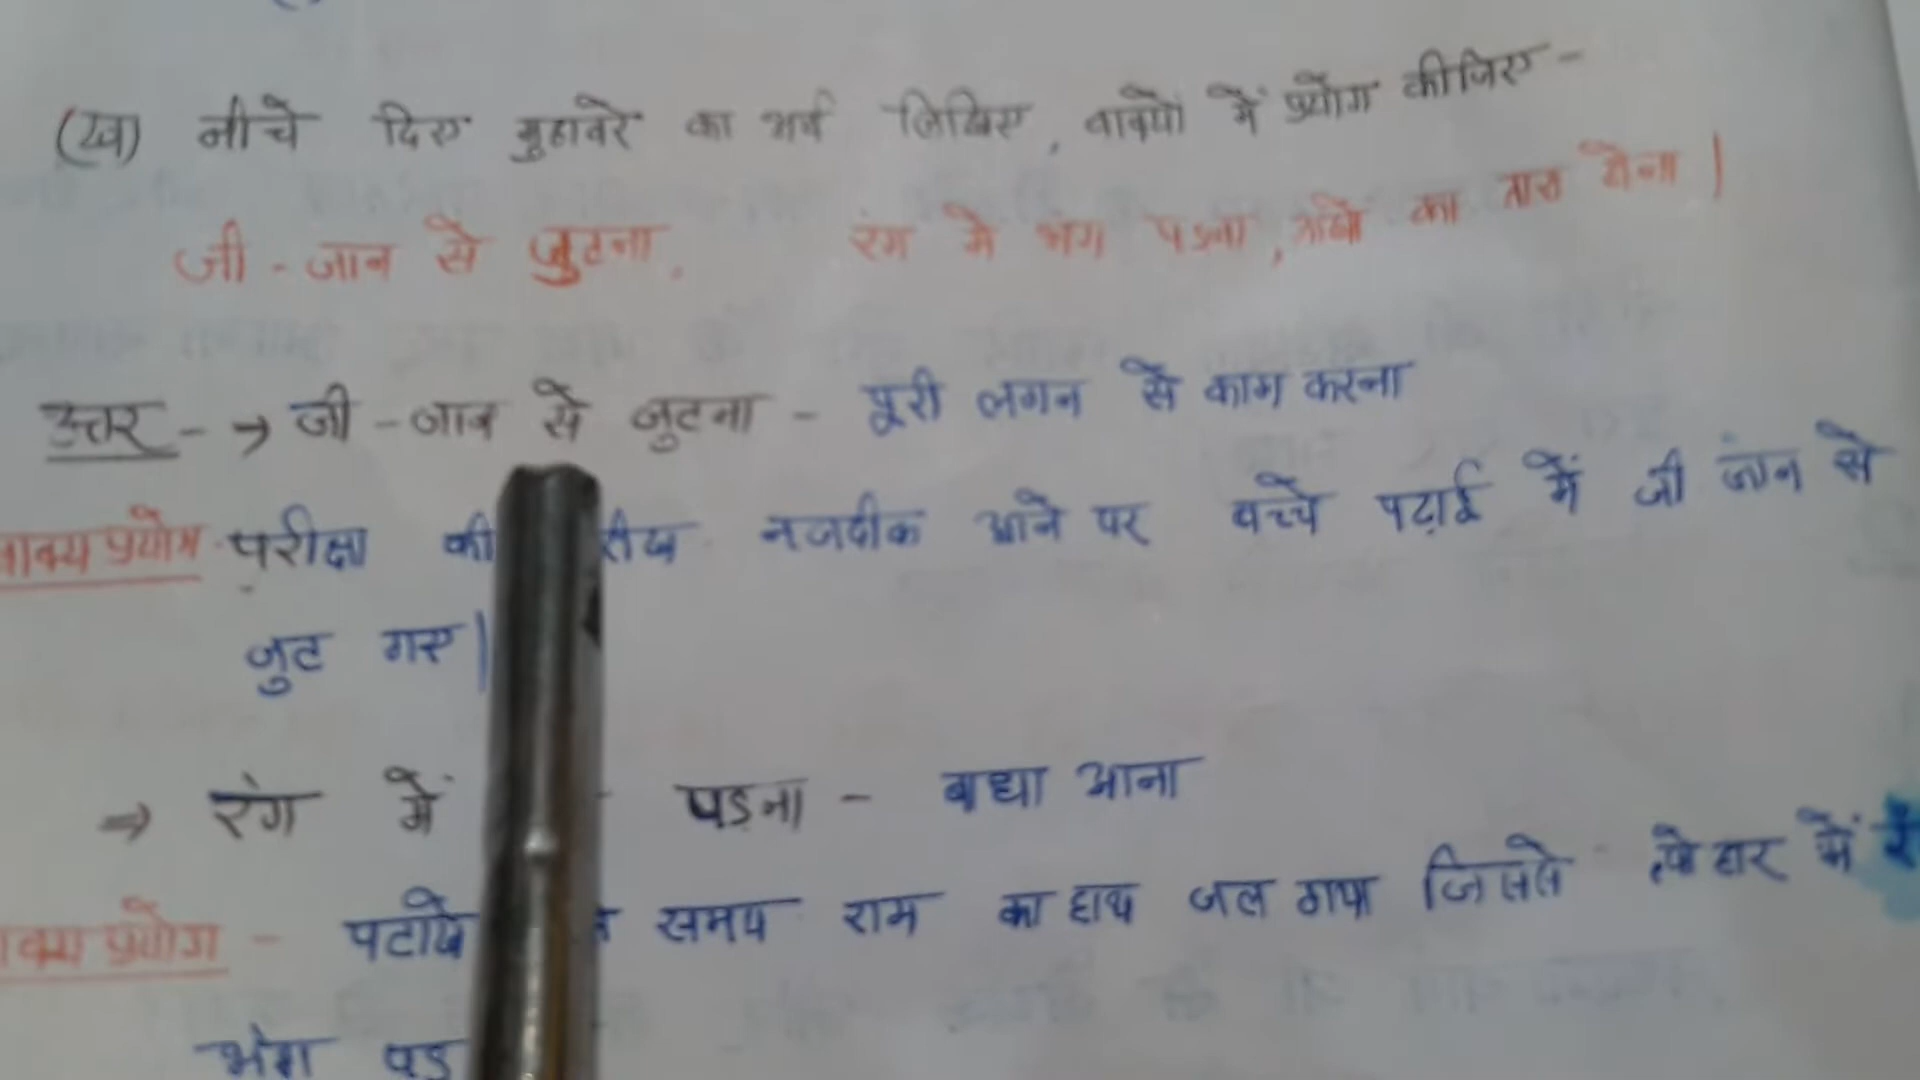 (ख) नीचे दिए मुहावरे का अर्थ लिखिए, वाक्यों में प्रयोग कीजिए -
जी - जान से जुटना, रंग मे भंग पडना, आँखो का तारा होना |
उत्तर - → जी - जान से जुटना - पूरी लगन से काम करना
वाक्य प्रयोग परीक्षा की नजदीक आने पर बच्चे पढ़ाई में जी जान से
जुट गए |
→ रंग में पड़ना - बाधा आना
प्रयोग - पटाखे समय राम का हाथ जल गया जिससे त्योहार में
भंग पड